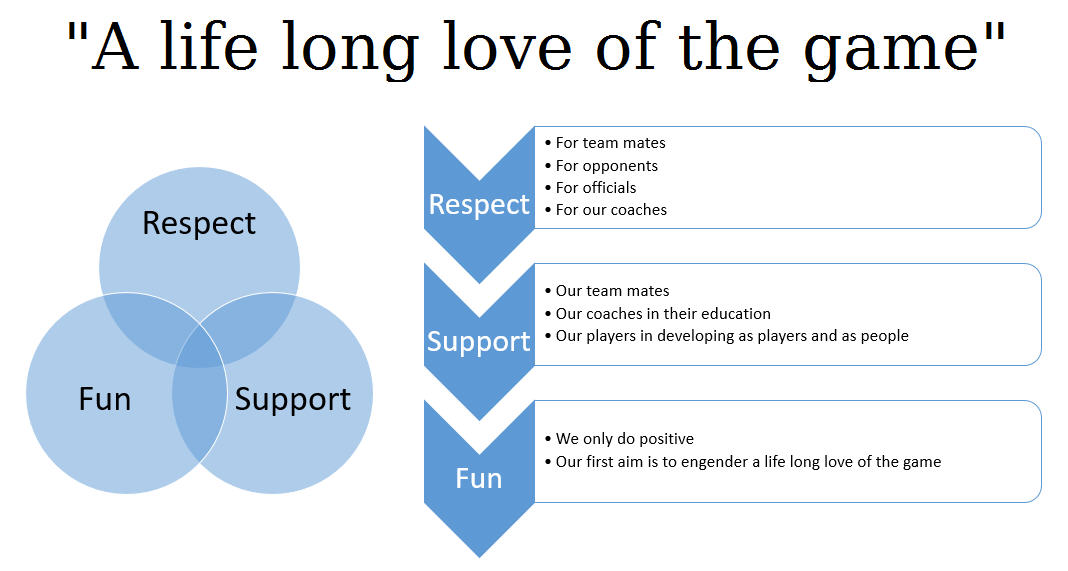 "A life long love of the game"
Respect
Fun
Support
Respect
• For team mates
• For opponents
• For officials
• For our coaches
Support
• Our team mates
• Our coaches in their education
• Our players in developing as players and as people
Fun
• We only do positive
• Our first aim is to engender a life long love of the game